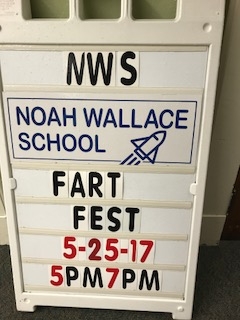 NWS
NOAH WALLACE
SCHOOL
FART
FEST
5-25-17
5PM7PM